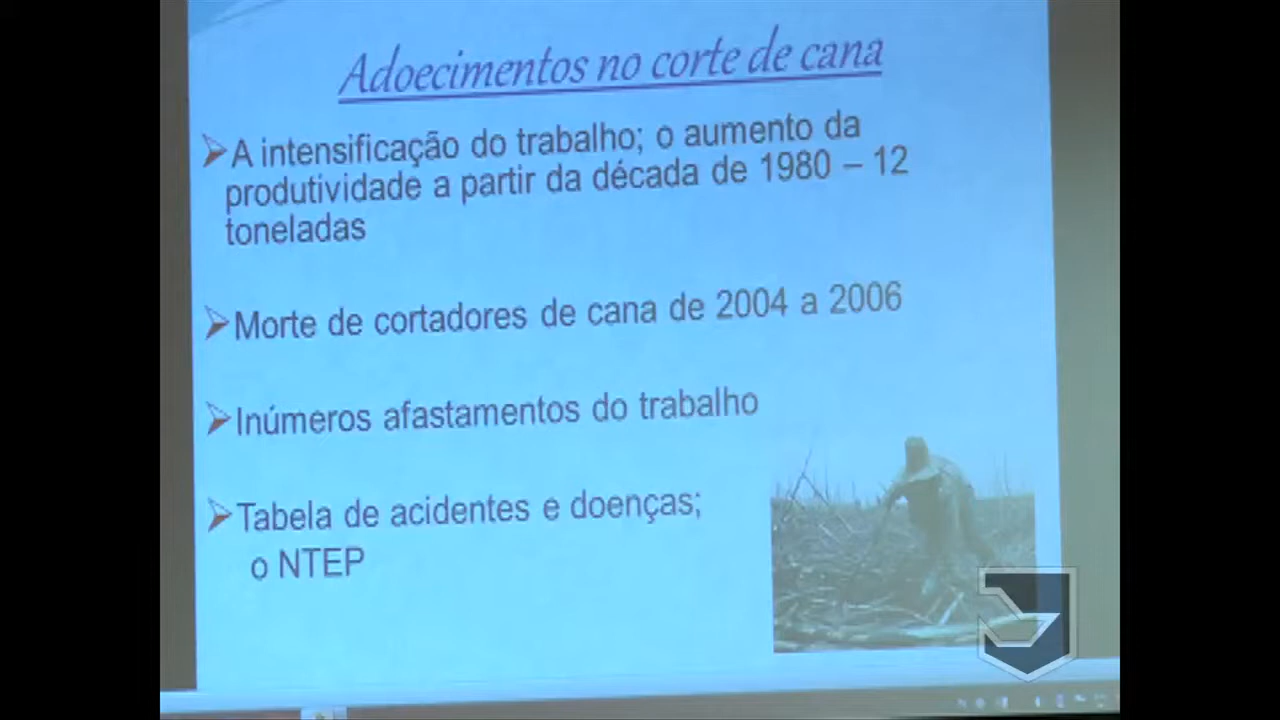 Adoecimentos no corte de cana
A intensificação do trabalho; o aumento da
produtividade a partir da década de 1980 – 12
toneladas
Morte de cortadores de cana de 2004 a 2006
Inúmeros afastamentos do trabalho
Tabela de acidentes e doenças;
o NTEP